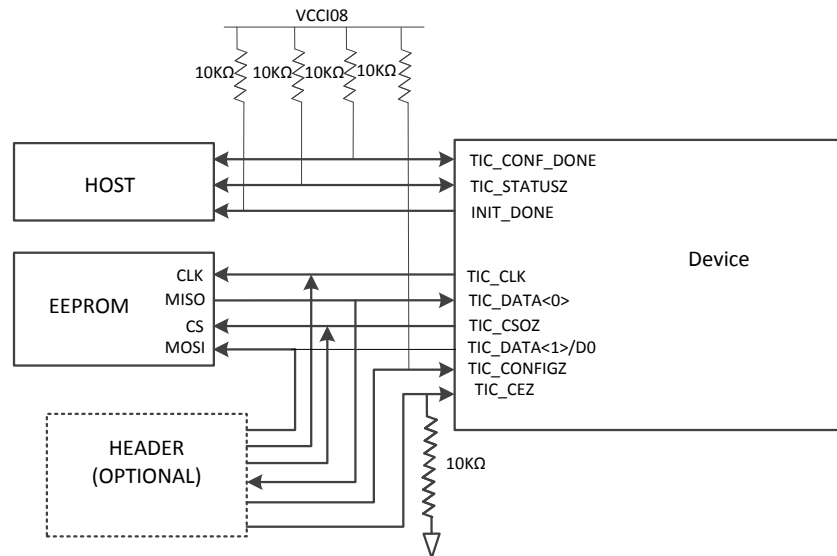 VCCI08
10KΩ 10KΩ 10KΩ 10KΩ
TIC_CONF_DONE
HOST
TIC_STATUSZ
INIT_DONE
Device
CLK
TIC_CLK
EEPROM
MISO
TIC_DATA<0>
CS
TIC_CSOZ
MOSI
TIC_DATA<1>/D0
TIC_CONFIGZ
TIC_CEZ
HEADER
(OPTIONAL)
10KΩ